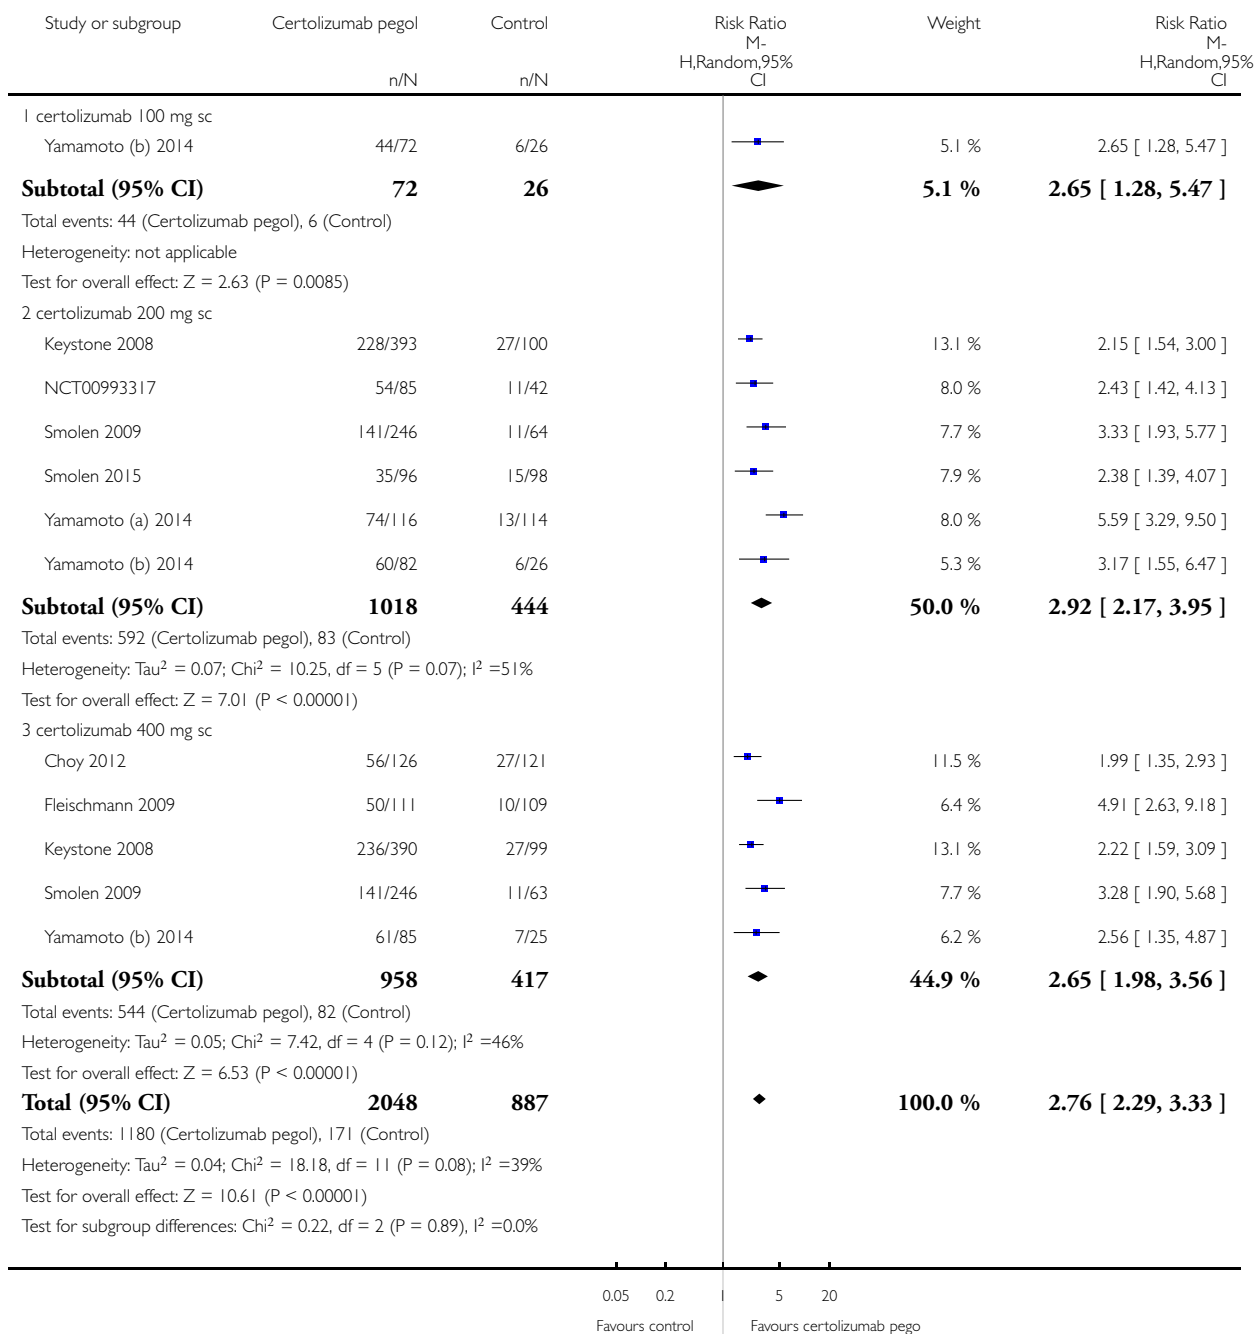 Study or subgroup Certolizumab pegol Control Risk Ratio Weight Risk Ratio
M- M-
H,Random,95% H,Random,95%
n/N n/N CI CI
1 certolizumab 100 mg sc
Yamamoto (b) 2014 44/72 6/26 5.1 % 2.65 [ 1.28, 5.47 ]
Subtotal (95% CI) 72 26 5.1 % 2.65 [ 1.28, 5.47 ]
Total events: 44 (Certolizumab pegol), 6 (Control)
Heterogeneity: not applicable
Test for overall effect: Z = 2.63 (P = 0.0085)
2 certolizumab 200 mg sc
Keystone 2008 228/393 27/100 13.1 % 2.15 [ 1.54, 3.00 ]
NCT00993317 54/85 11/42 8.0 % 2.43 [ 1.42, 4.13 ]
Smolen 2009 141/246 11/64 7.7 % 3.33 [ 1.93, 5.77 ]
Smolen 2015 35/96 15/98 7.9 % 2.38 [ 1.39, 4.07 ]
Yamamoto (a) 2014 74/116 13/114 8.0 % 5.59 [ 3.29, 9.50 ]
Yamamoto (b) 2014 60/82 6/26 5.3 % 3.17 [ 1.55, 6.47 ]
Subtotal (95% CI) 1018 444 50.0 % 2.92 [ 2.17, 3.95 ]
Total events: 592 (Certolizumab pegol), 83 (Control)
Heterogeneity: Tau² = 0.07; Chi² = 10.25, df = 5 (P = 0.07); I² =51%
Test for overall effect: Z = 7.01 (P < 0.00001)
3 certolizumab 400 mg sc
Choy 2012 56/126 27/121 11.5 % 1.99 [ 1.35, 2.93 ]
Fleischmann 2009 50/111 10/109 6.4 % 4.91 [ 2.63, 9.18 ]
Keystone 2008 236/390 27/99 13.1 % 2.22 [ 1.59, 3.09 ]
Smolen 2009 141/246 11/63 7.7 % 3.28 [ 1.90, 5.68 ]
Yamamoto (b) 2014 61/85 7/25 6.2 % 2.56 [ 1.35, 4.87 ]
Subtotal (95% CI) 958 417 44.9 % 2.65 [ 1.98, 3.56 ]
Total events: 544 (Certolizumab pegol), 82 (Control)
Heterogeneity: Tau² = 0.05; Chi² = 7.42, df = 4 (P = 0.12); I² =46%
Test for overall effect: Z = 6.53 (P < 0.00001)
Total (95% CI) 2048 887 100.0 % 2.76 [ 2.29, 3.33 ]
Total events: 1180 (Certolizumab pegol), 171 (Control)
Heterogeneity: Tau² = 0.04; Chi² = 18.18, df = 11 (P = 0.08); I² =39%
Test for overall effect: Z = 10.61 (P < 0.00001)
Test for subgroup differences: Chi² = 0.22, df = 2 (P = 0.89), I² =0.0%
0.05 0.2 1 5 20
Favours control Favours certolizumab pego